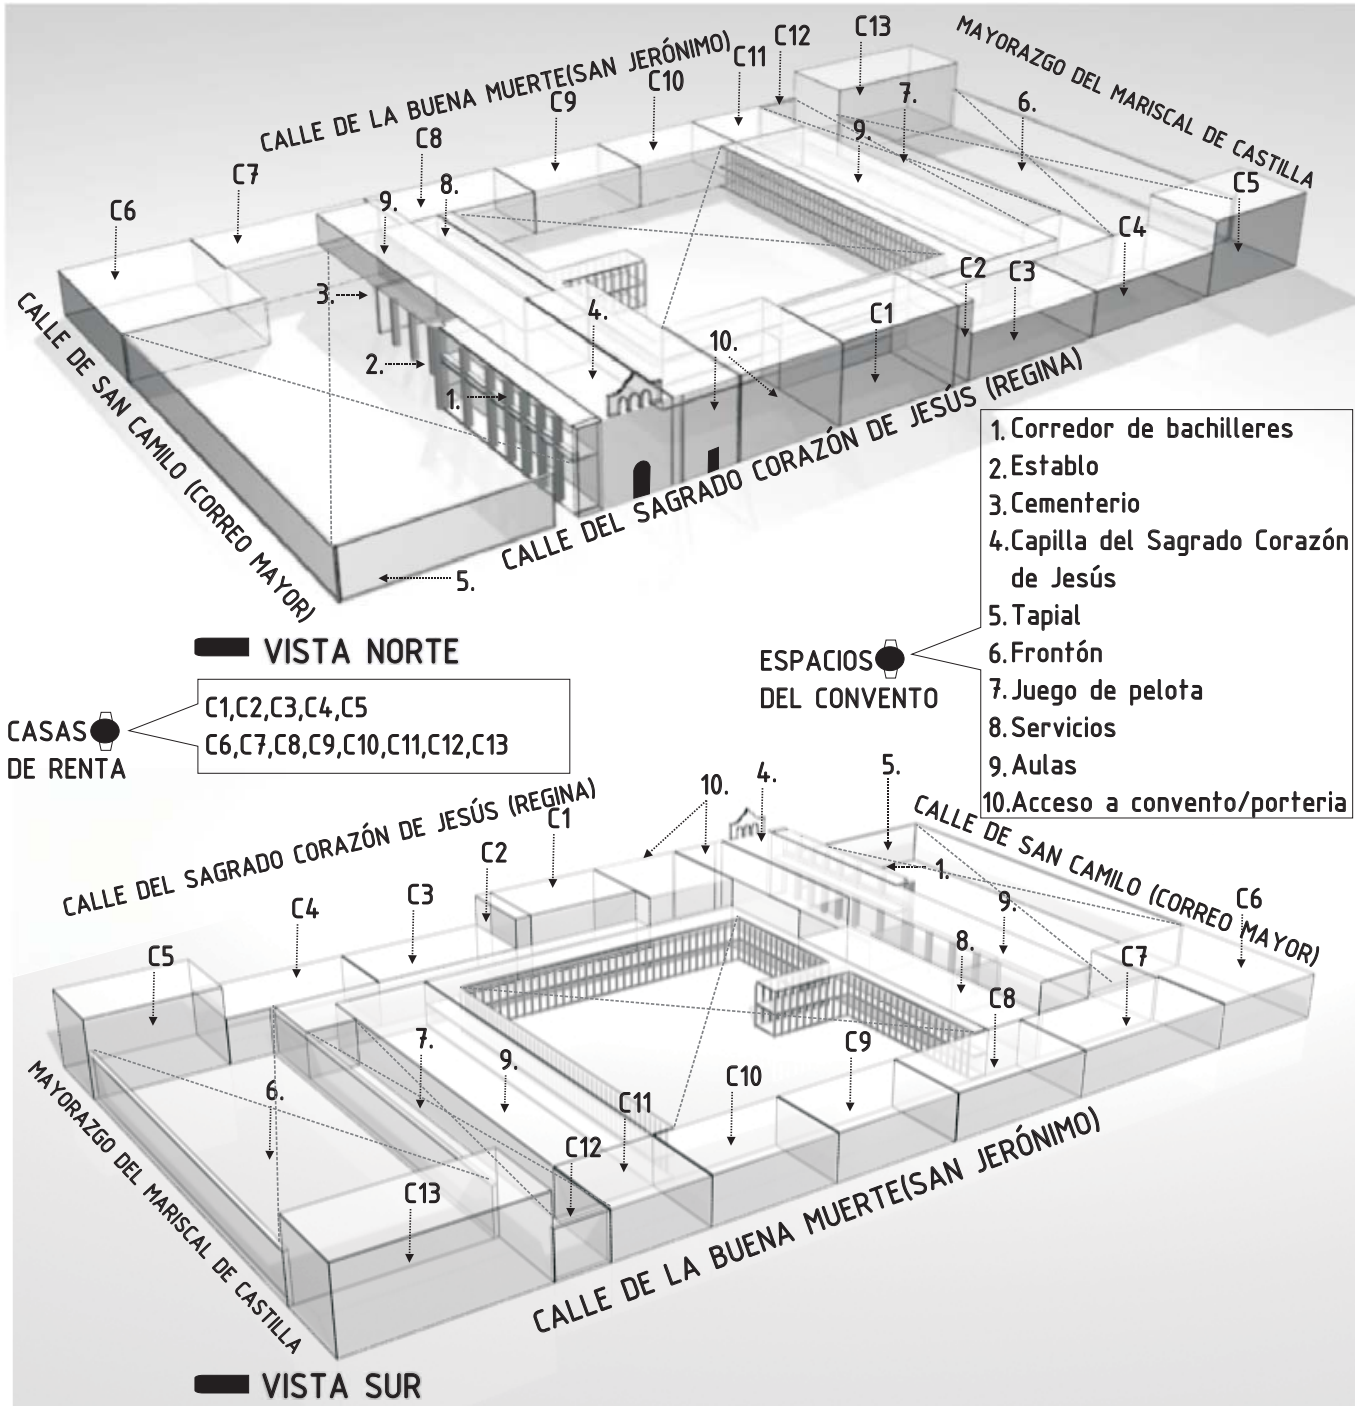 CALLE DE LA BUENA MUERTE(SAN JERÓNIMO)
MAYORAZGO DEL MARISCAL DE CASTILLA
C13
C12
C11
C10
C9
C8
C7
C6
9.
8.
7.
9.
6.
C5
C4
C2
C3
C1
3.
2.
1.
4.
10.
5.
CALLE DE SAN CAMILO (CORREO MAYOR)
CALLE DEL SAGRADO CORAZÓN DE JESÚS (REGINA)
VISTA NORTE
1. Corredor de bachilleres
2. Establo
3. Cementerio
4. Capilla del Sagrado Corazón
de Jesús
5. Tapial
6. Frontón
7. Juego de pelota
8. Servicios
9. Aulas
10. Acceso a convento/porteria
ESPACIOS
DEL CONVENTO
CASAS
DE RENTA
C1,C2,C3,C4,C5
C6,C7,C8,C9,C10,C11,C12,C13
CALLE DEL SAGRADO CORAZÓN DE JESÚS (REGINA)
CALLE DE SAN CAMILO (CORREO MAYOR)
10.
4.
5.
C1
C2
C3
C4
C5
1.
9.
8.
C6
C7
C8
C9
C10
C11
C12
C13
7.
9.
6.
MAYORAZGO DEL MARISCAL DE CASTILLA
CALLE DE LA BUENA MUERTE(SAN JERÓNIMO)
VISTA SUR